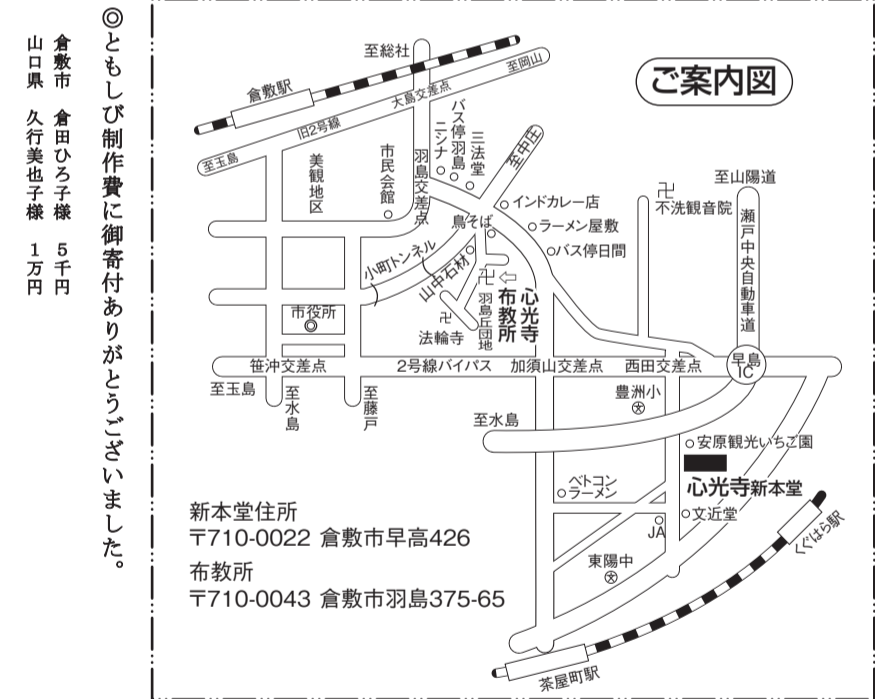 ◎ともしび制作費に御寄付ありがとうございました。
倉敷市　倉田ひろ子様　５千円
山口県　久行美也子様　１万円
ご案内図
至総社
至岡山
倉敷駅
大島交差点
旧2号線
至玉島
美観地区
市民会館
羽島交差点
ニシナ
バス停羽島
三法堂
至中庄
インドカレー店
ラーメン屋敷
バス停日間
鳥そば
卍
不洗観音院
至山陽道
瀬戸中央自動車道
小町トンネル
山中石材
卍
⇦
心光寺
布教所
羽島丘団地
卍
法輪寺
市役所
早島
IC
笹沖交差点
2号線バイパス
加須山交差点
西田交差点
至玉島
至水島
至藤戸
至水島
豊洲小
安原観光いちご園
心光寺新本堂
ベトコン
ラーメン
文近堂
JA
東陽中
くぐはら駅
茶屋町駅
新本堂住所
〒710-0022 倉敷市早高426
布教所
〒710-0043 倉敷市羽島375-65